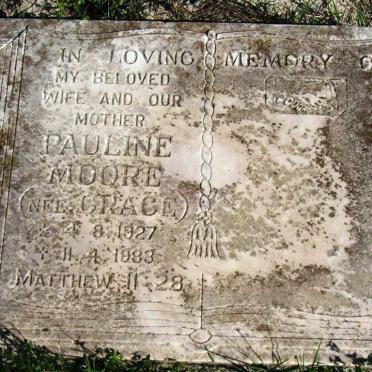 IN LOVING MEMORY O
MY BELOVED
WIFE AND OUR
MOTHER
PAULINE
MOORE
(NEE GRACE)
4.8.1927
11.4.1983
MATTHEW 11-28